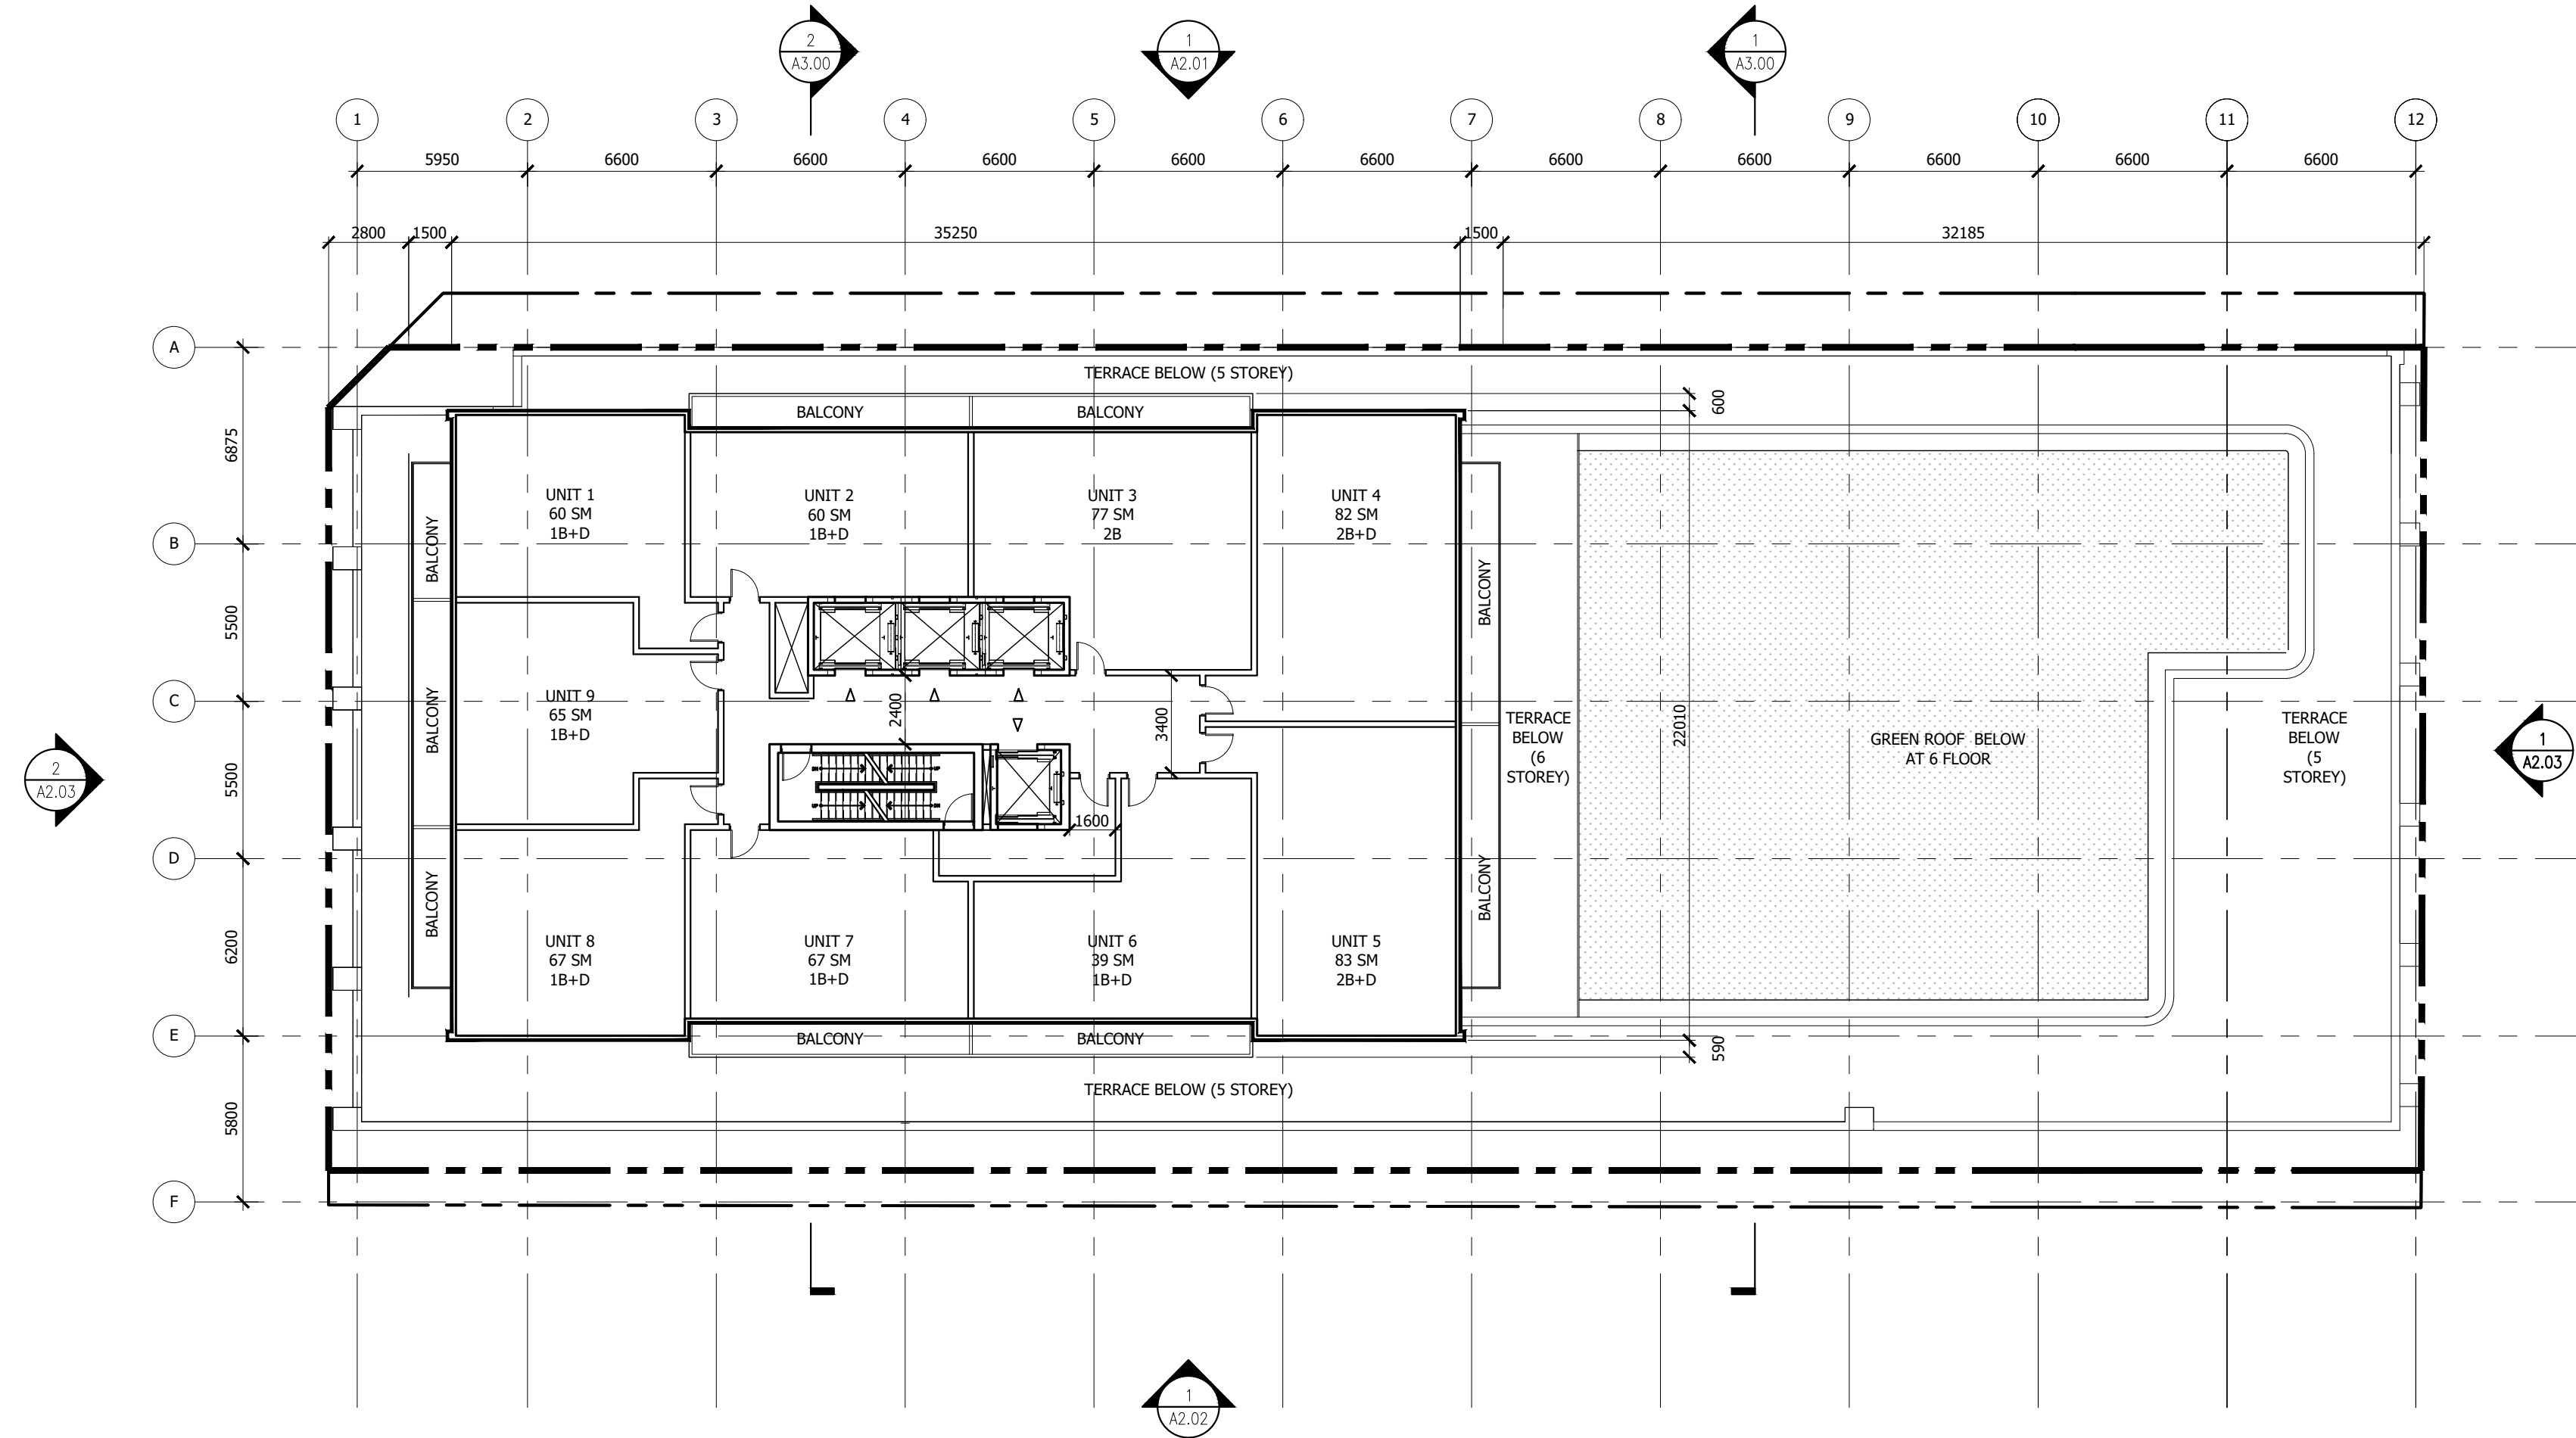 2
A3.00
1
A2.01
1
A3.00
1
2
3
4
5
6
7
8
9
10
11
12
5950
6600
6600
6600
6600
6600
6600
6600
6600
6600
6600
2800
1500
35250
1500
32185
A
B
C
D
E
F
6875
5500
5500
6200
5800
TERRACE BELOW (5 STOREY)
BALCONY
BALCONY
600
UNIT 1
60 SM
1B+D
UNIT 2
60 SM
1B+D
UNIT 3
77 SM
2B
UNIT 4
82 SM
2B+D
BALCONY
BALCONY
BALCONY
BALCONY
BALCONY
UNIT 9
65 SM
1B+D
2400
3400
1600
22010
TERRACE
BELOW
(6
STOREY)
GREEN ROOF BELOW
AT 6 FLOOR
TERRACE
BELOW
(5
STOREY)
2
A2.03
1
A2.03
DN
UP
UP
DN
UNIT 8
67 SM
1B+D
UNIT 7
67 SM
1B+D
UNIT 6
39 SM
1B+D
UNIT 5
83 SM
2B+D
BALCONY
BALCONY
590
TERRACE BELOW (5 STOREY)
1
A2.02